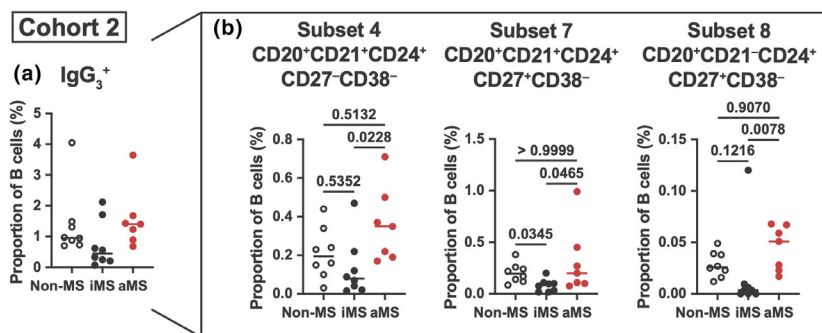 Cohort 2
(a)
IgG₃⁺
Proportion of B cells (%)
5
4
3
2
1
0
Non-MS iMS aMS
(b)
Subset 4
CD20⁺CD21⁺CD24⁺
CD27⁻CD38⁻
Proportion of B cells (%)
0.8
0.6
0.4
0.2
0.0
0.5132
0.0228
0.5352
Non-MS iMS aMS
Subset 7
CD20⁺CD21⁺CD24⁺
CD27⁺CD38⁻
Proportion of B cells (%)
1.5
1.0
0.5
0.0
> 0.9999
0.0465
0.0345
Non-MS iMS aMS
Subset 8
CD20⁺CD21⁻CD24⁺
CD27⁺CD38⁻
Proportion of B cells (%)
0.15
0.10
0.05
0.00
0.9070
0.0078
0.1216
Non-MS iMS aMS